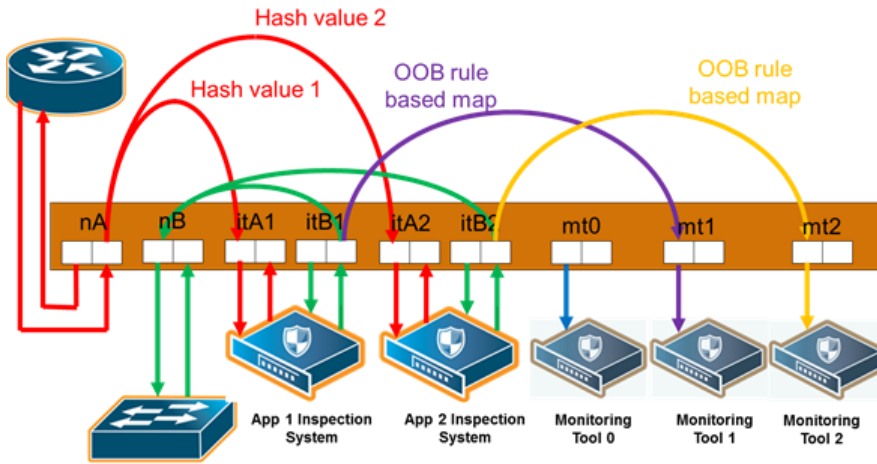 Hash value 2
Hash value 1
OOB rule
based map
OOB rule
based map
nA
nB
itA1
itB1
itA2
itB2
mt0
mt1
mt2
App 1 Inspection
System
App 2 Inspection
System
Monitoring
Tool 0
Monitoring
Tool 1
Monitoring
Tool 2